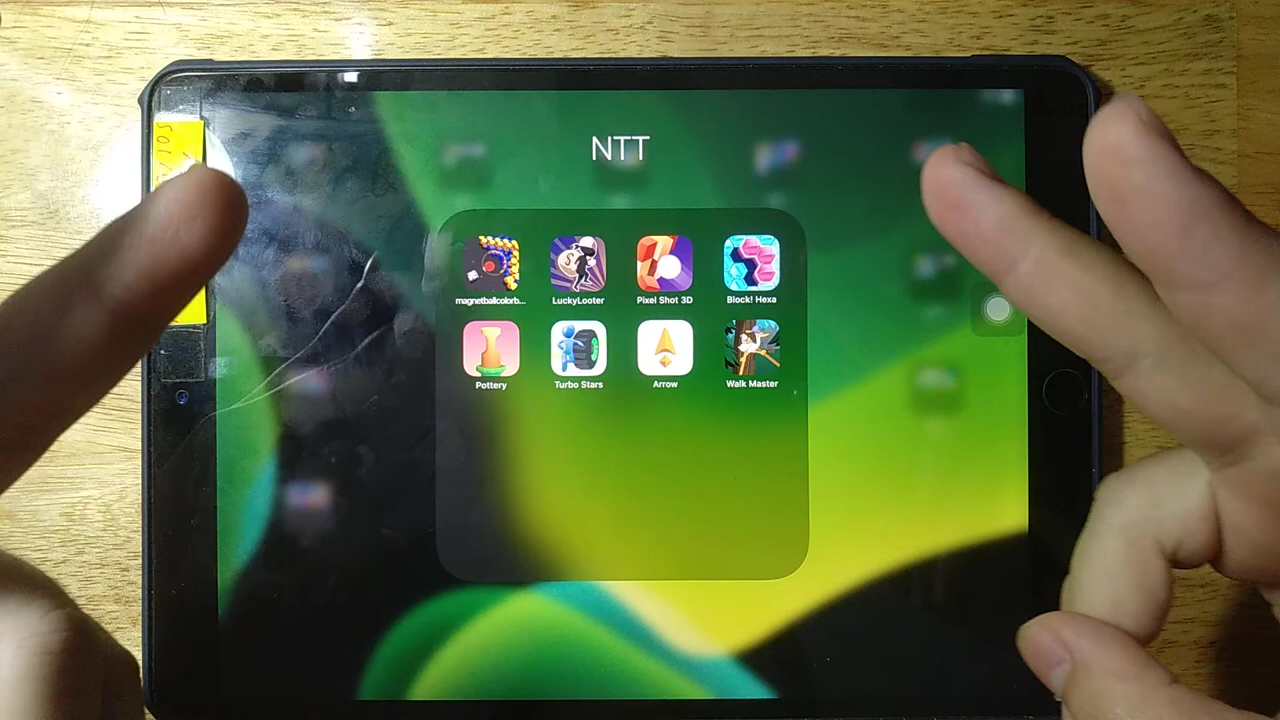 NTT
magnetballcolorb...
LuckyLooter
Pixel Shot 3D
Block! Hexa
Pottery
Turbo Stars
Arrow
Walk Master